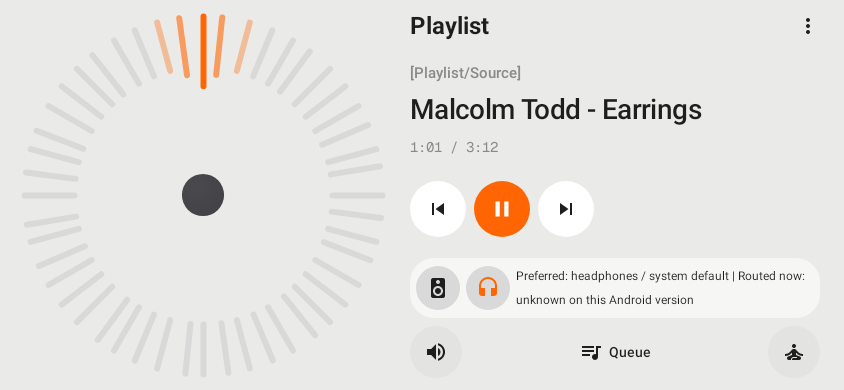 Playlist
[Playlist/Source]
Malcolm Todd - Earrings
1:01 / 3:12
Preferred: headphones / system default | Routed now:
unknown on this Android version
Queue